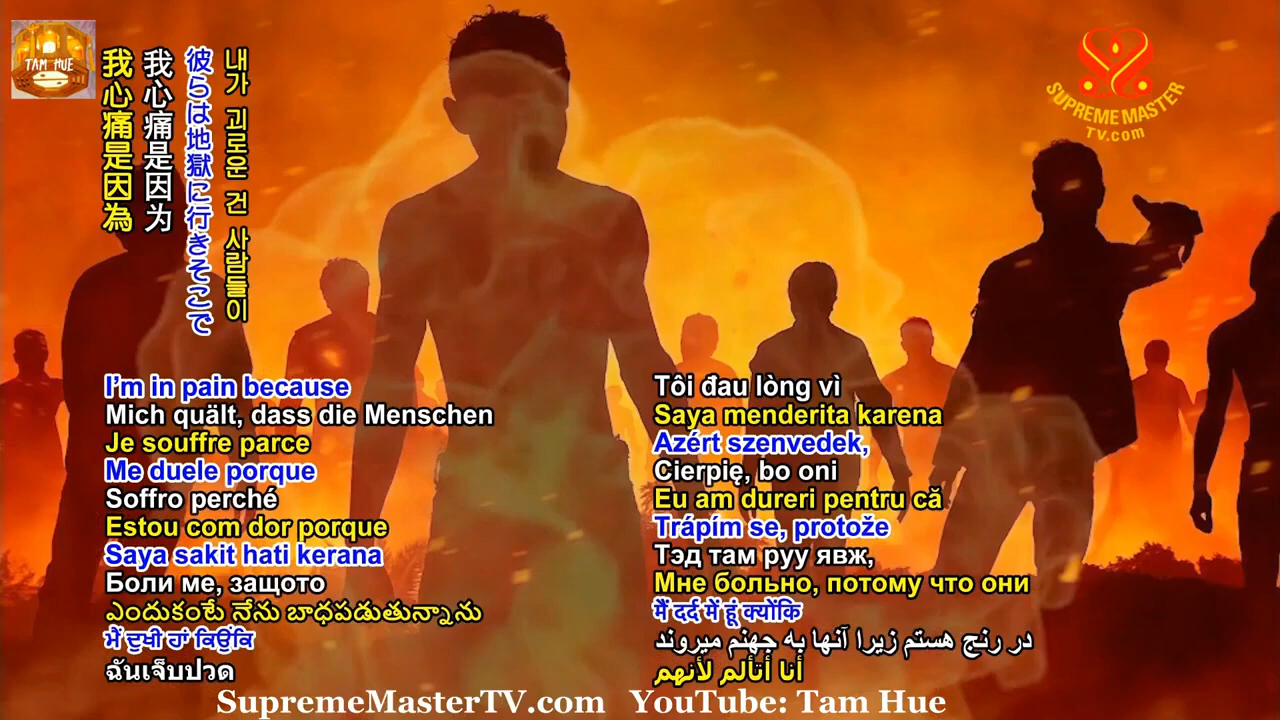 TAM HUE
我心痛是因為
我心痛是因为
彼らは地獄に行きそこで
내가 괴로운 건 사람들이
SUPREME MASTER
TV.com
I'm in pain because
Mich quält, dass die Menschen
Je souffre parce
Me duele porque
Soffro perché
Estou com dor porque
Saya sakit hati kerana
Боли ме, защото
ఎందుకంటే నేను బాధపడుతున్నాను
ਮੈਂ ਦੁਖੀ ਹਾਂ ਕਿਉਂਕਿ
ฉันเจ็บปวด
Tôi đau lòng vì
Saya menderita karena
Azért szenvedek,
Cierpię, bo oni
Eu am dureri pentru că
Trápím se, protože
Тэд там руу явж,
Мне больно, потому что они
मैं दर्द में हूं क्योंकि
در رنج هستم زیرا آنها به جهنم میروند
أنا أتألم لأنهم
SupremeMasterTV.com YouTube: Tam Hue